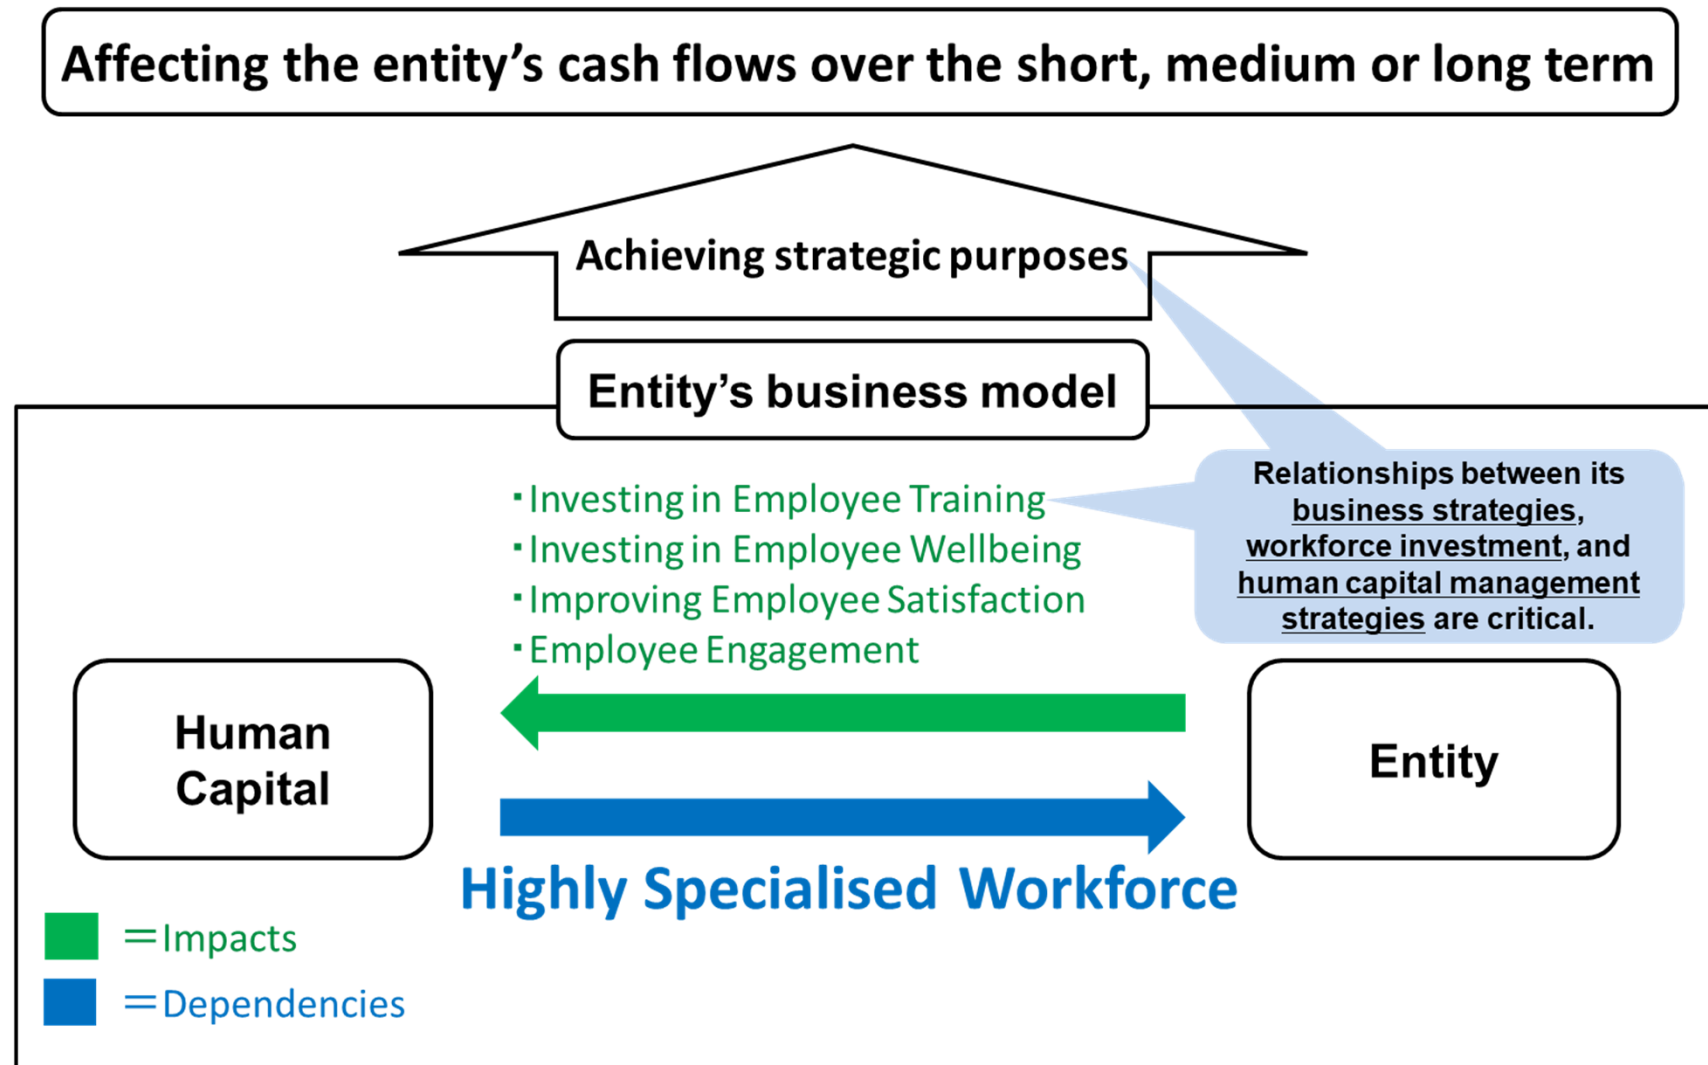 Affecting the entity’s cash flows over the short, medium or long term
Achieving strategic purposes
Entity’s business model
・Investing in Employee Training
・Investing in Employee Wellbeing
・Improving Employee Satisfaction
・Employee Engagement
Relationships between its
business strategies,
workforce investment, and
human capital management
strategies are critical.
Human
Capital
Entity
Highly Specialised Workforce
＝Impacts
＝Dependencies